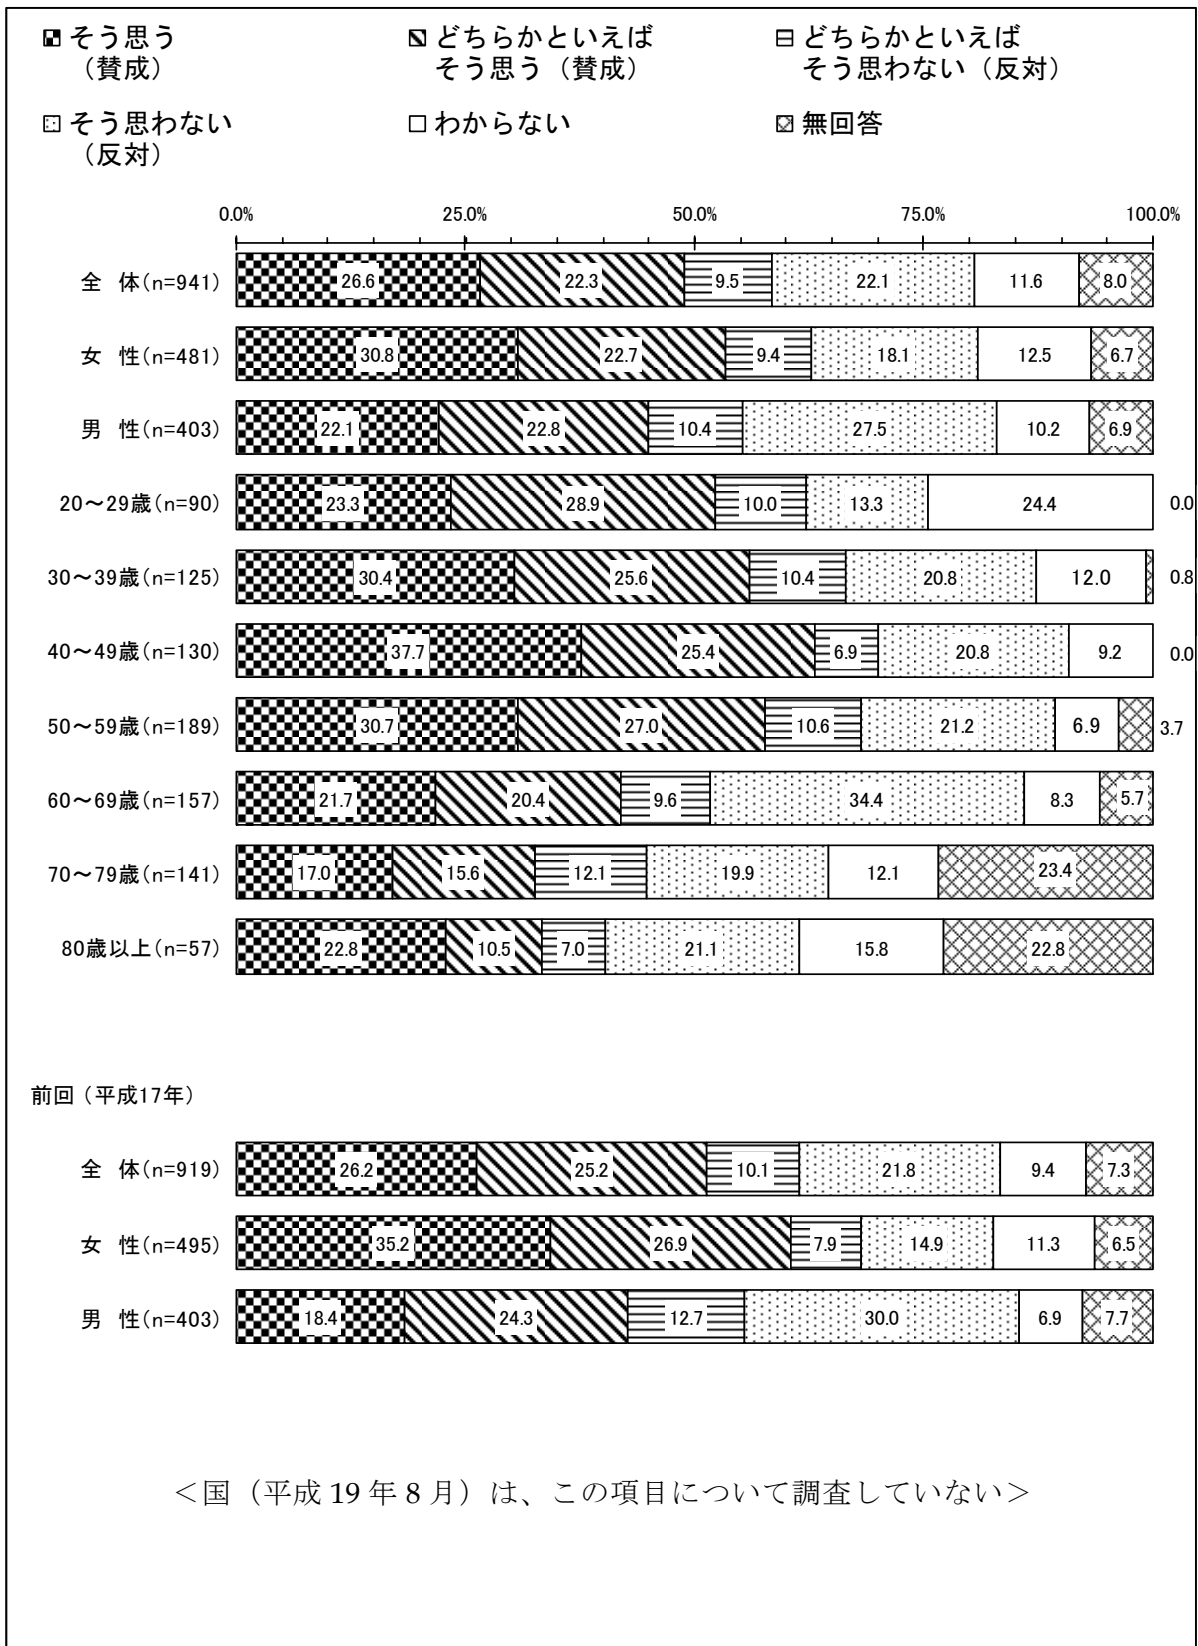 そう思う
（賛成）
どちらかといえば
そう思う（賛成）
どちらかといえば
そう思わない（反対）
そう思わない
（反対）
わからない
無回答
0.0% 25.0% 50.0% 75.0% 100.0%
全 体(n=941) 26.6 22.3 9.5 22.1 11.6 8.0
女 性(n=481) 30.8 22.7 9.4 18.1 12.5 6.7
男 性(n=403) 22.1 22.8 10.4 27.5 10.2 6.9
20～29歳(n=90) 23.3 28.9 10.0 13.3 24.4 0.0
30～39歳(n=125) 30.4 25.6 10.4 20.8 12.0 0.8
40～49歳(n=130) 37.7 25.4 6.9 20.8 9.2 0.0
50～59歳(n=189) 30.7 27.0 10.6 21.2 6.9 3.7
60～69歳(n=157) 21.7 20.4 9.6 34.4 8.3 5.7
70～79歳(n=141) 17.0 15.6 12.1 19.9 12.1 23.4
80歳以上(n=57) 22.8 10.5 7.0 21.1 15.8 22.8
前回（平成17年）
全 体(n=919) 26.2 25.2 10.1 21.8 9.4 7.3
女 性(n=495) 35.2 26.9 7.9 14.9 11.3 6.5
男 性(n=403) 18.4 24.3 12.7 30.0 6.9 7.7
＜国（平成 19 年 8 月）は、この項目について調査していない＞